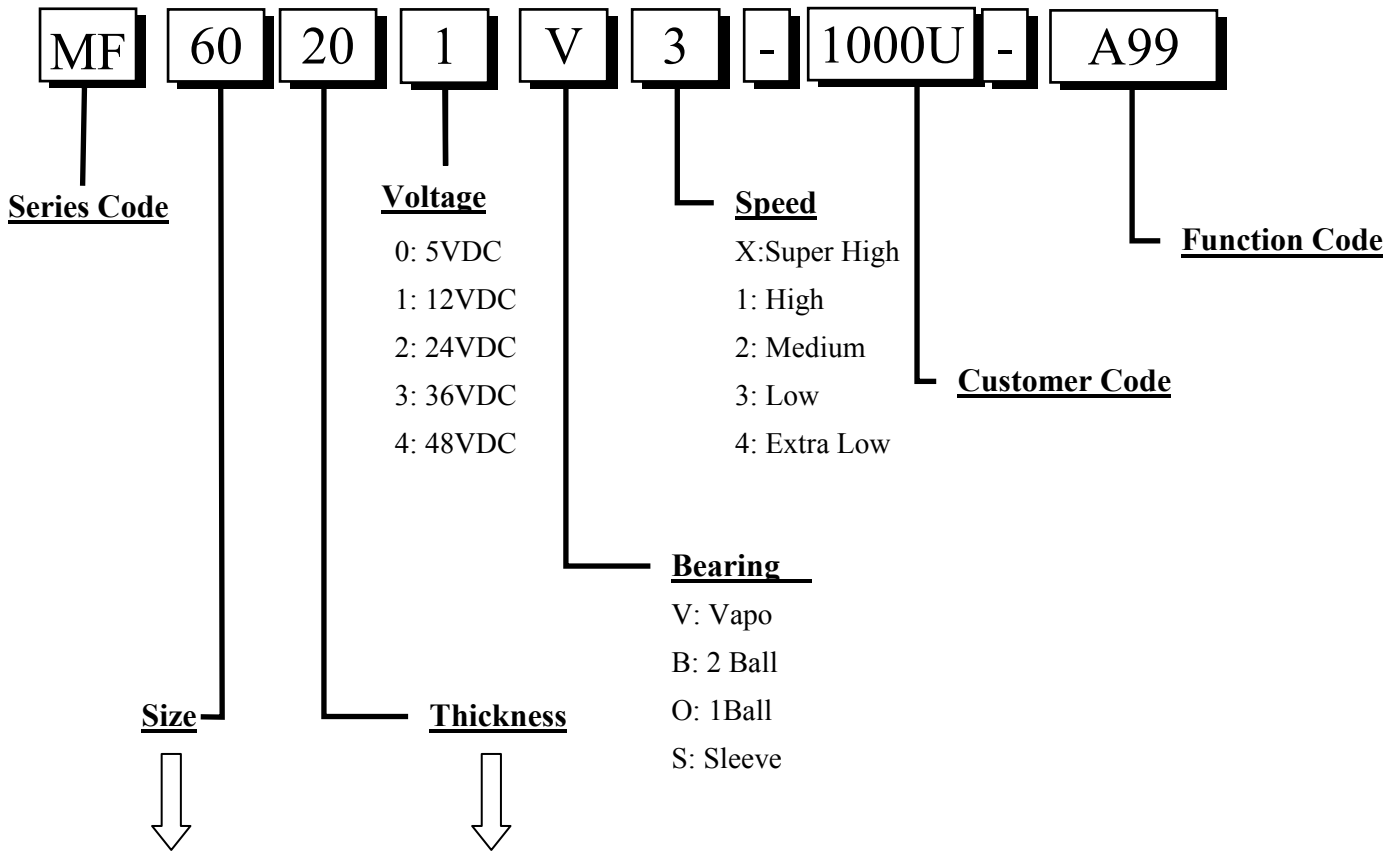 MF 60 20 1 V 3 - 1000U - A99
Series Code
Voltage
0: 5VDC
1: 12VDC
2: 24VDC
3: 36VDC
4: 48VDC
Speed
X:Super High
1: High
2: Medium
3: Low
4: Extra Low
Function Code
Customer Code
Bearing
V: Vapo
B: 2 Ball
O: 1Ball
S: Sleeve
Size
Thickness